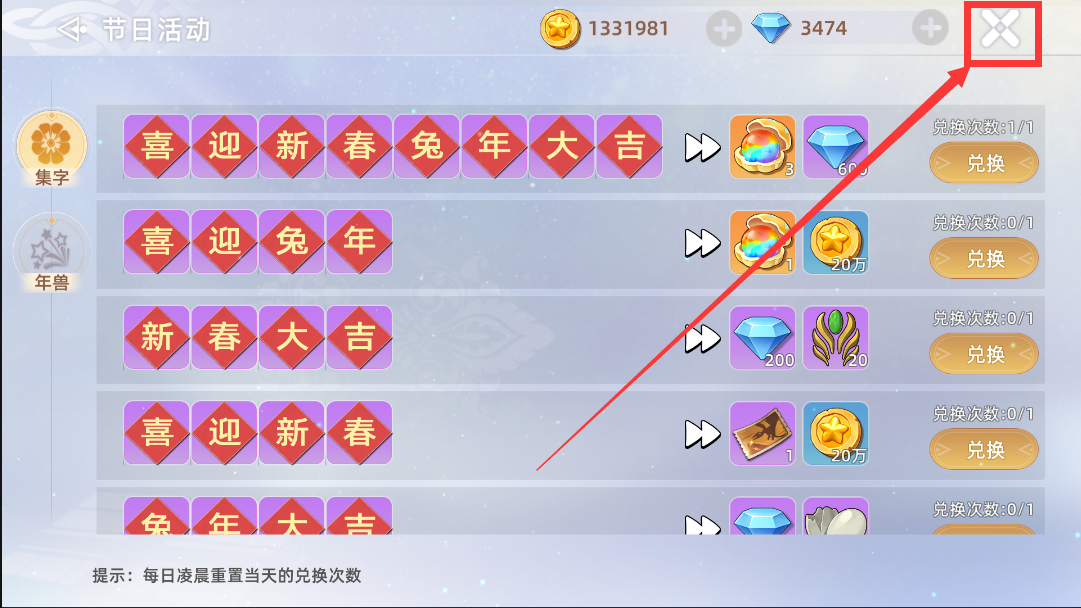 节日活动 1331981 3474
集字
年兽
喜迎新春兔年大吉 3 600 兑换次数:1/1 兑换
喜迎兔年 1 20万 兑换次数:0/1 兑换
新春大吉 200 20 兑换次数:0/1 兑换
喜迎新春 1 20万 兑换次数:0/1 兑换
兔年大吉 兑换次数:0/1
提示：每日凌晨重置当天的兑换次数